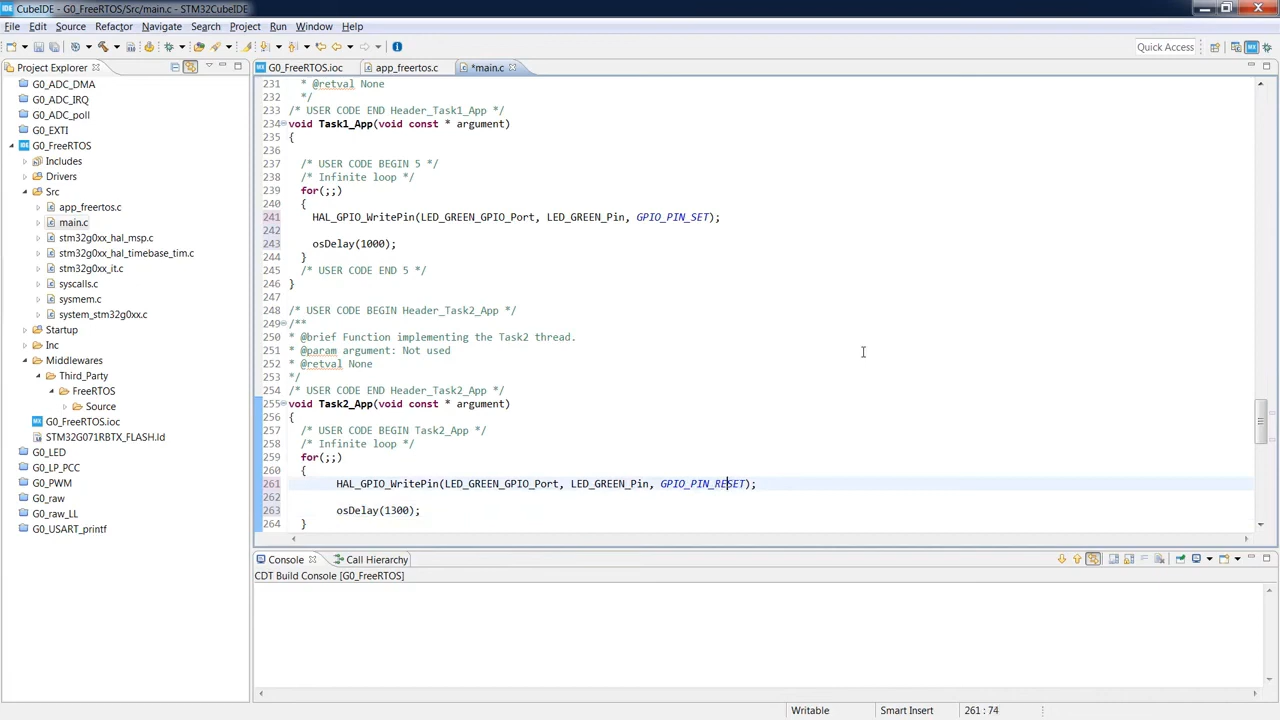 CubeIDE - G0_FreeRTOS/Src/main.c - STM32CubeIDE
File Edit Source Refactor Navigate Search Project Run Window Help
Quick Access
Project Explorer
G0_FreeRTOS.ioc
app_freertos.c
*main.c
G0_ADC_DMA
G0_ADC_IRQ
G0_ADC_poll
G0_EXTI
G0_FreeRTOS
Includes
Drivers
Src
app_freertos.c
main.c
stm32g0xx_hal_msp.c
stm32g0xx_hal_timebase_tim.c
stm32g0xx_it.c
syscalls.c
sysmem.c
system_stm32g0xx.c
Startup
Inc
Middlewares
Third_Party
FreeRTOS
Source
G0_FreeRTOS.ioc
STM32G071RBTX_FLASH.ld
G0_LED
G0_LP_PCC
G0_PWM
G0_raw
G0_raw_LL
G0_USART_printf
231 * @retval None
232 */
233 /* USER CODE END Header_Task1_App */
234 void Task1_App(void const * argument)
235 {
236
237 /* USER CODE BEGIN 5 */
238 /* Infinite loop */
239 for(;;)
240 {
241 HAL_GPIO_WritePin(LED_GREEN_GPIO_Port, LED_GREEN_Pin, GPIO_PIN_SET);
242
243 osDelay(1000);
244 }
245 /* USER CODE END 5 */
246 }
247
248 /* USER CODE BEGIN Header_Task2_App */
249 /**
250 * @brief Function implementing the Task2 thread.
251 * @param argument: Not used
252 * @retval None
253 */
254 /* USER CODE END Header_Task2_App */
255 void Task2_App(void const * argument)
256 {
257 /* USER CODE BEGIN Task2_App */
258 /* Infinite loop */
259 for(;;)
260 {
261 HAL_GPIO_WritePin(LED_GREEN_GPIO_Port, LED_GREEN_Pin, GPIO_PIN_RESET);
262
263 osDelay(1300);
264 }
Console
Call Hierarchy
CDT Build Console [G0_FreeRTOS]
Writable
Smart Insert
261 : 74